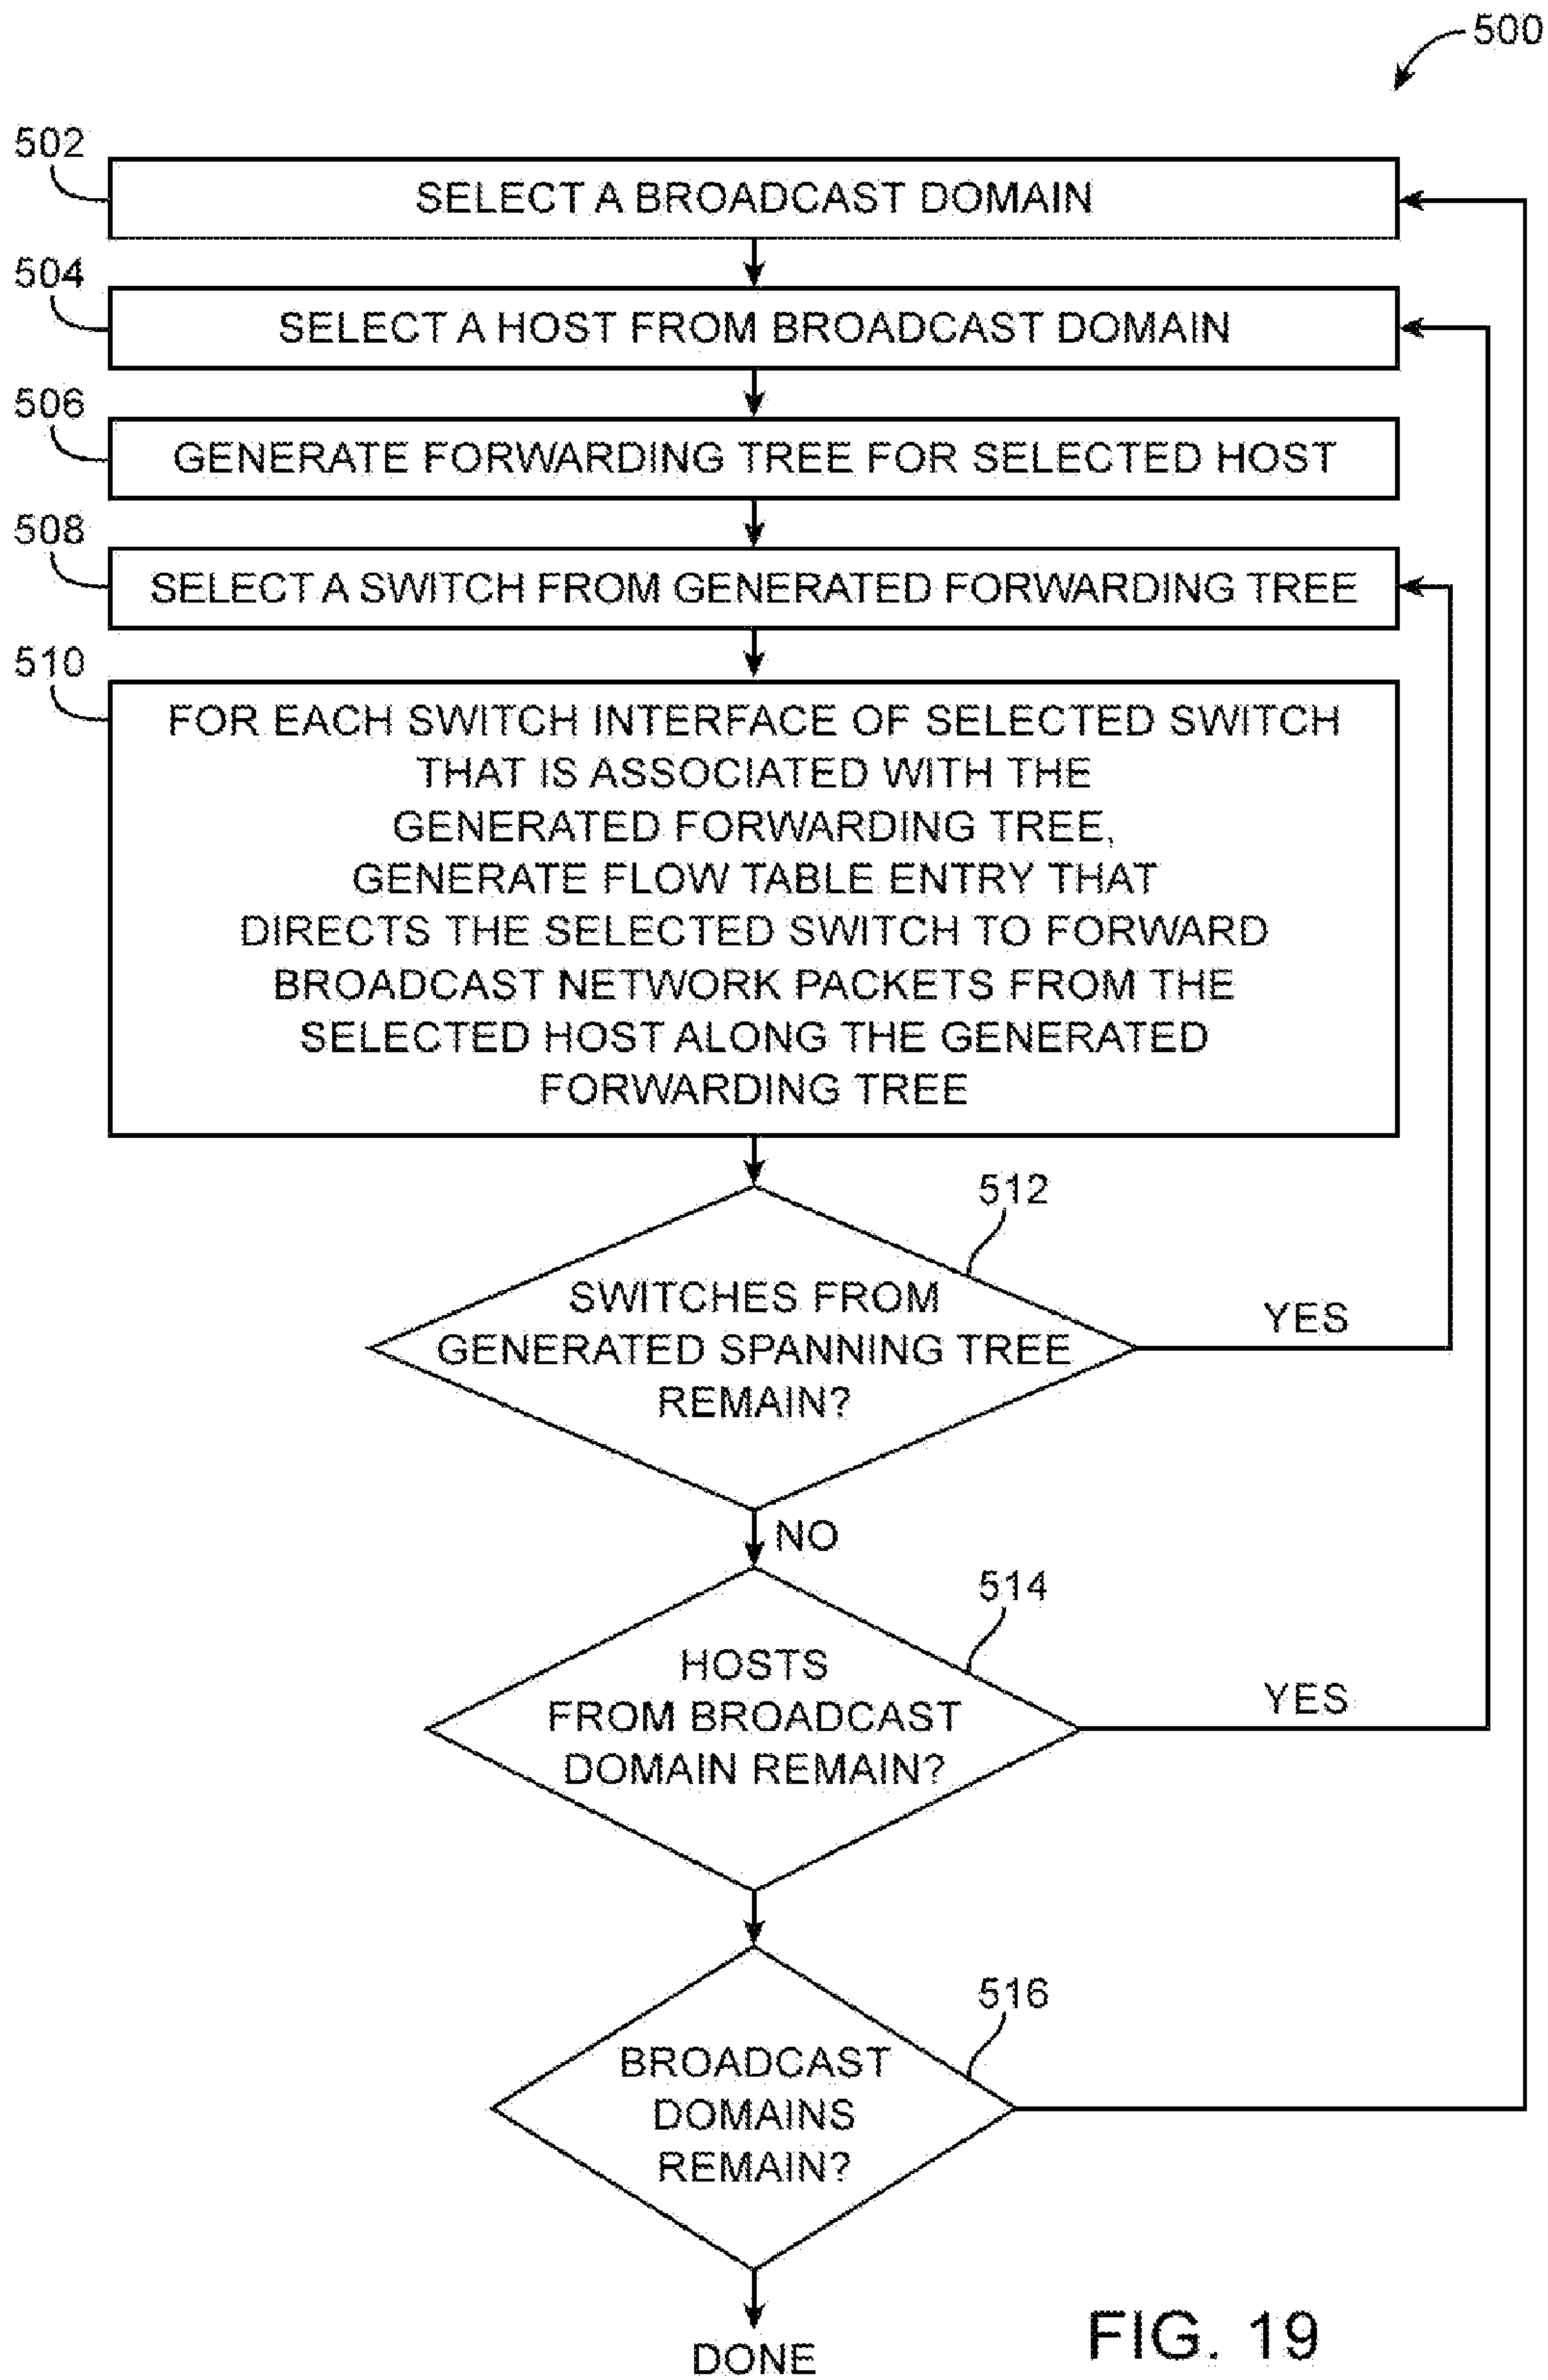 500
502
SELECT A BROADCAST DOMAIN
504
SELECT A HOST FROM BROADCAST DOMAIN
506
GENERATE FORWARDING TREE FOR SELECTED HOST
508
SELECT A SWITCH FROM GENERATED FORWARDING TREE
510
FOR EACH SWITCH INTERFACE OF SELECTED SWITCH
THAT IS ASSOCIATED WITH THE
GENERATED FORWARDING TREE,
GENERATE FLOW TABLE ENTRY THAT
DIRECTS THE SELECTED SWITCH TO FORWARD
BROADCAST NETWORK PACKETS FROM THE
SELECTED HOST ALONG THE GENERATED
FORWARDING TREE
512
SWITCHES FROM
GENERATED SPANNING TREE
REMAIN?
YES
NO
514
HOSTS
FROM BROADCAST
DOMAIN REMAIN?
YES
516
BROADCAST
DOMAINS
REMAIN?
DONE
FIG. 19